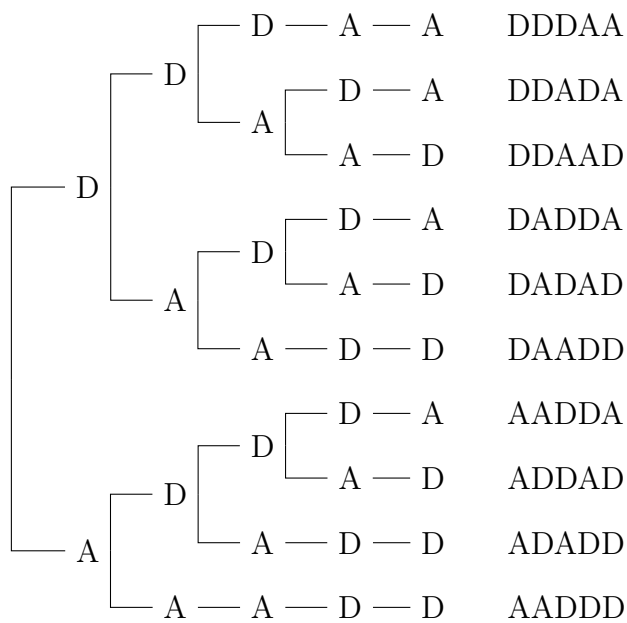 D A A DDDAA
D
D A DDADA
A
A D DDAAD
D
D A DADDA
D
A D DADAD
A
A D D DAADD
D A AADDA
D
A D ADDAD
D
A D D ADADD
A
A A D D AADDD